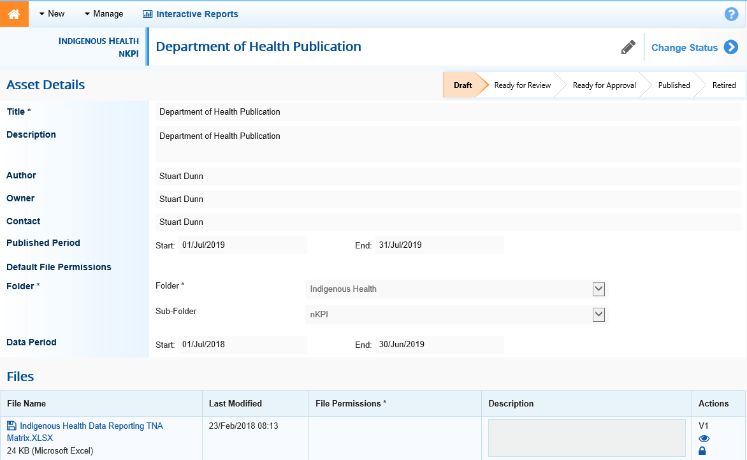 New Manage Interactive Reports ?
INDIGENOUS HEALTH
nKPI
Department of Health Publication
Change Status
Asset Details
Draft Ready for Review Ready for Approval Published Retired
Title * Department of Health Publication
Description Department of Health Publication
Author Stuart Dunn
Owner Stuart Dunn
Contact Stuart Dunn
Published Period Start: 01/Jul/2019 End: 31/Jul/2019
Default File Permissions
Folder * Folder * Indigenous Health
Sub-Folder nKPI
Data Period Start: 01/Jul/2018 End: 30/Jun/2019
Files
File Name Last Modified File Permissions * Description Actions
Indigenous Health Data Reporting TNA 23/Feb/2018 08:13 V1
Matrix.XLSX
24 KB (Microsoft Excel)